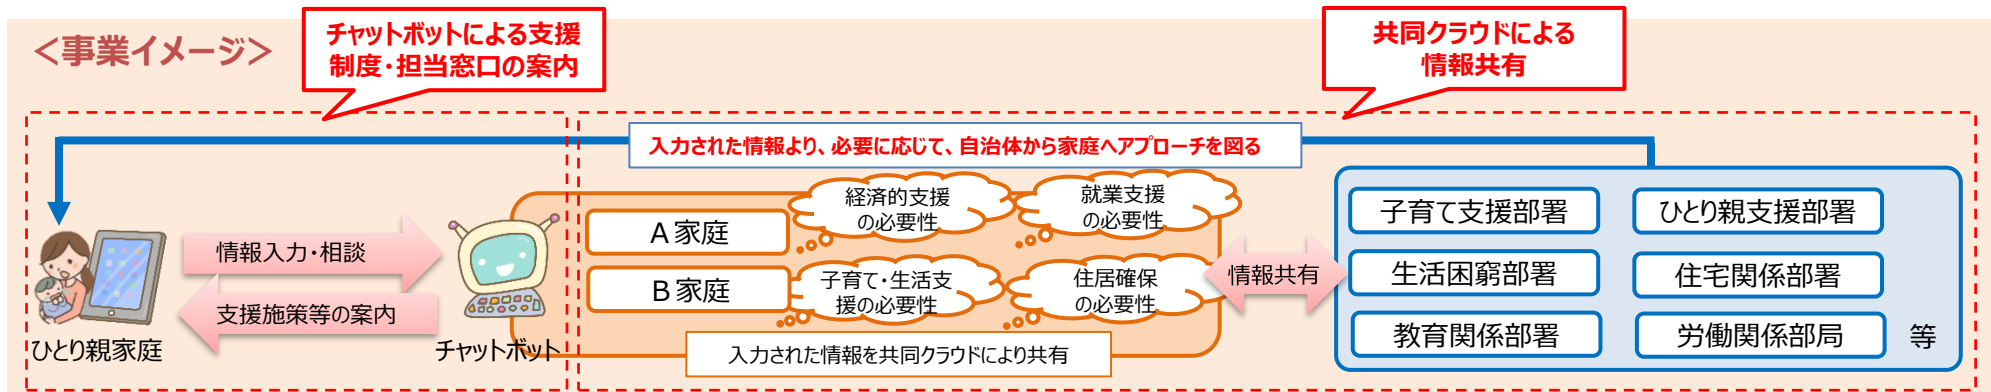 ＜事業イメージ＞
チャットボットによる支援
制度・担当窓口の案内
共同クラウドによる
情報共有
入力された情報より、必要に応じて、自治体から家庭へアプローチを図る
情報入力・相談
支援施策等の案内
ひとり親家庭
チャットボット
Ａ家庭
Ｂ家庭
経済的支援
の必要性
就業支援
の必要性
子育て・生活支
援の必要性
住居確保
の必要性
入力された情報を共同クラウドにより共有
情報共有
子育て支援部署
ひとり親支援部署
生活困窮部署
住宅関係部署
教育関係部署
労働関係部局
等